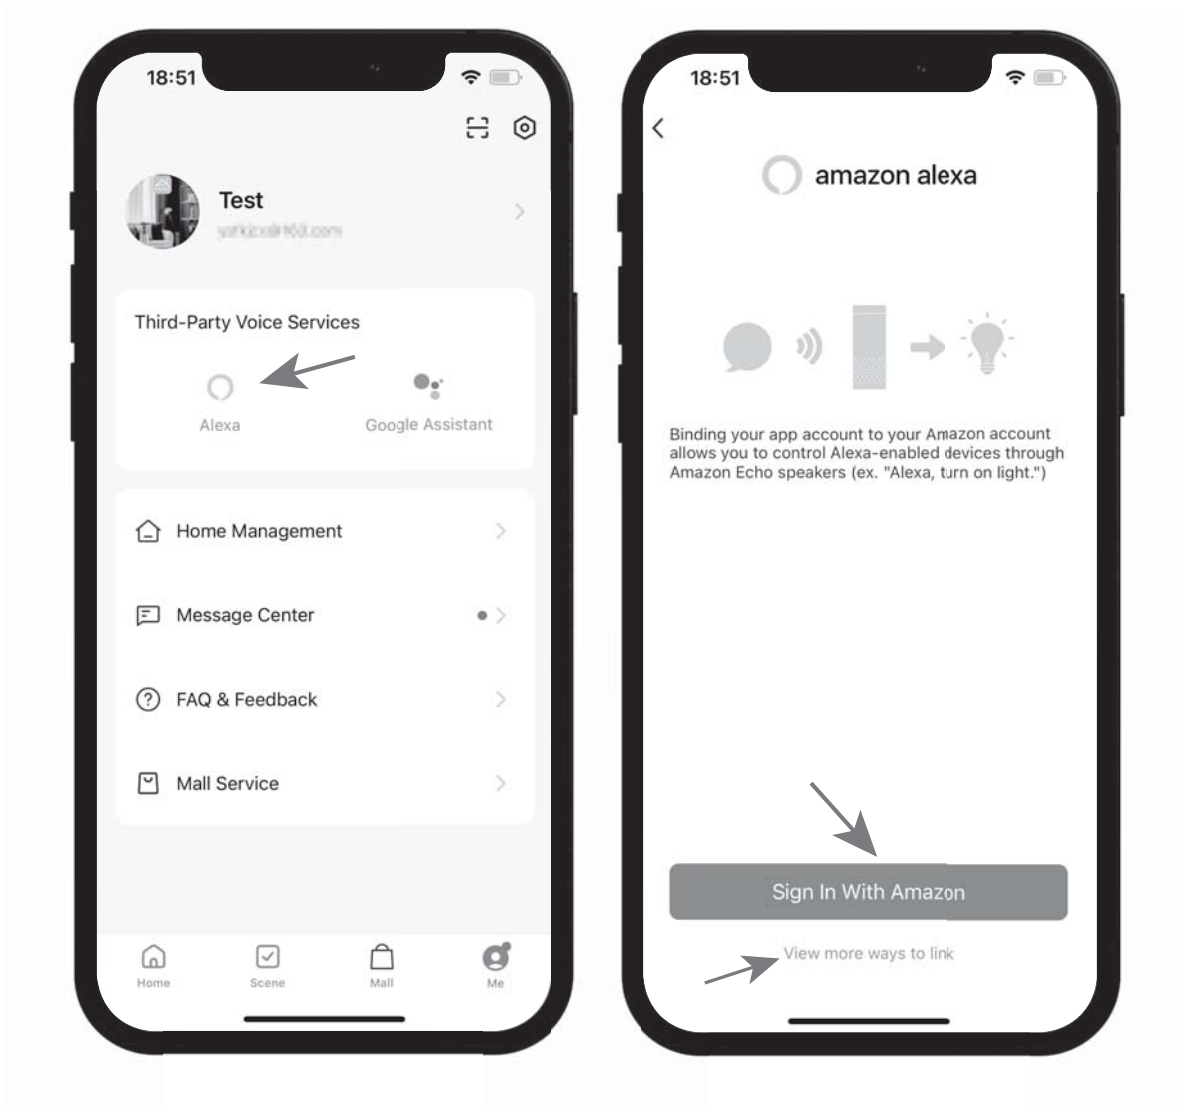 18:51
Test
Third-Party Voice Services
Alexa
Google Assistant
Home Management
Message Center
FAQ & Feedback
Mall Service
Home
Scene
Mall
Me
18:51
amazon alexa
Binding your app account to your Amazon account
allows you to control Alexa-enabled devices through
Amazon Echo speakers (ex. "Alexa, turn on light.")
Sign In With Amazon
View more ways to link